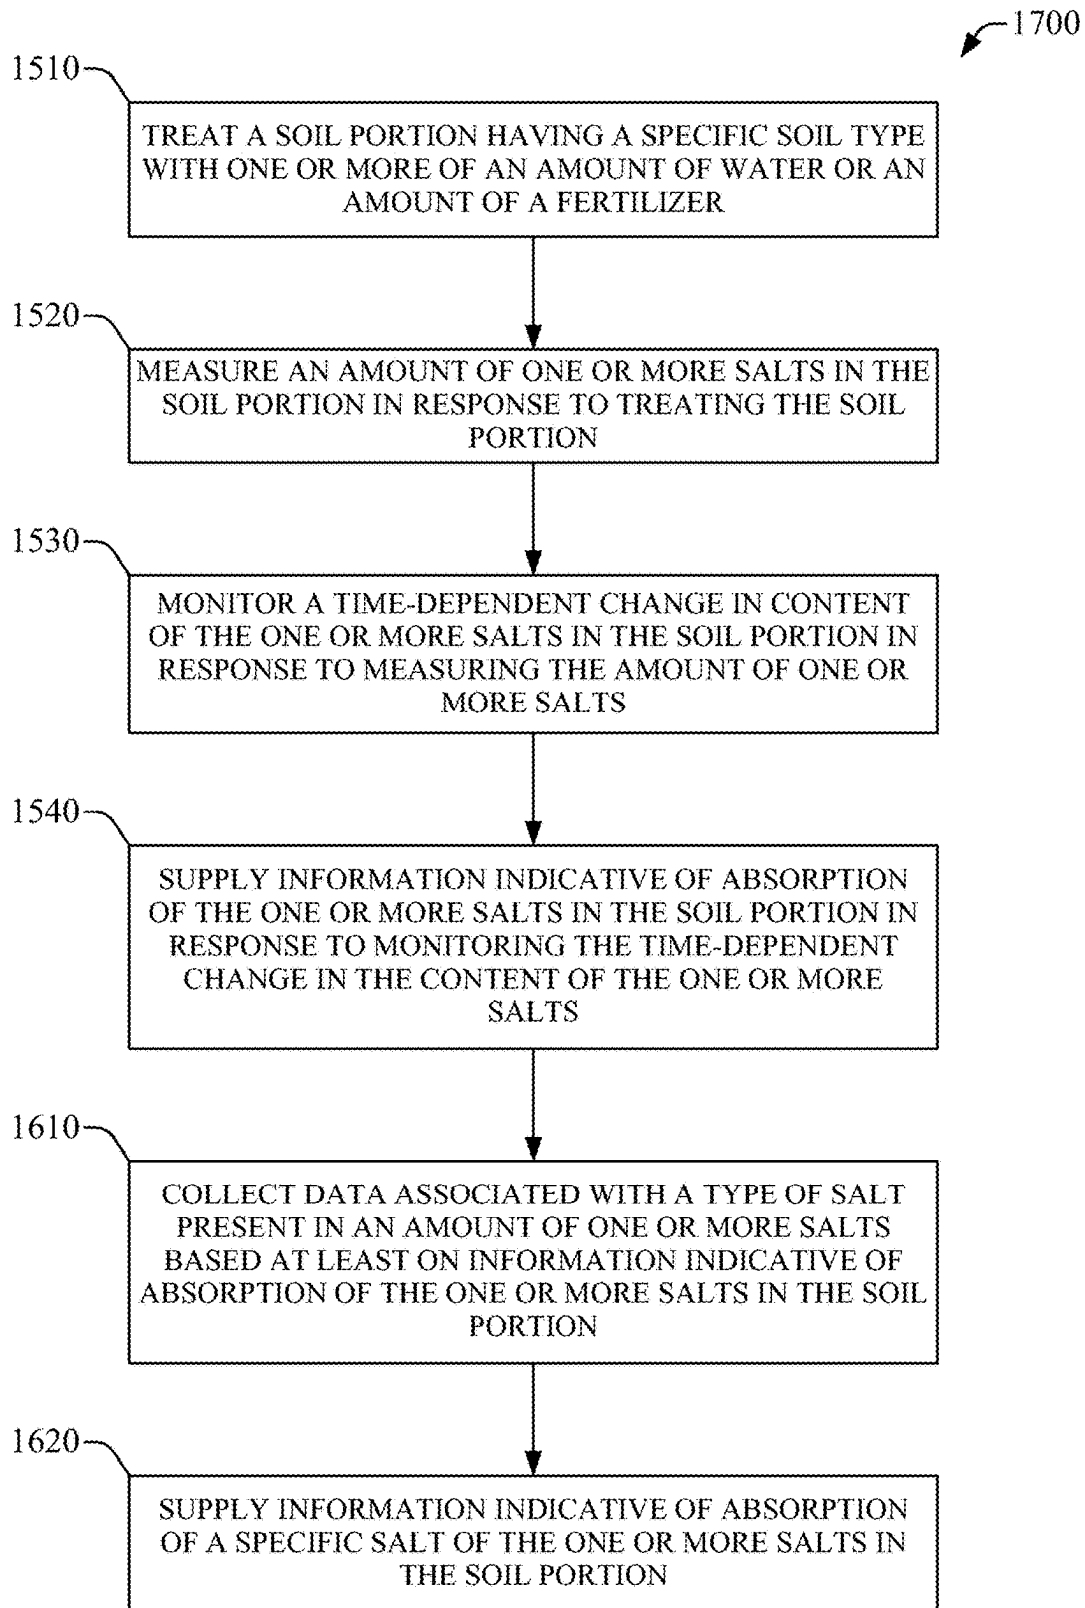 1700
1510
TREAT A SOIL PORTION HAVING A SPECIFIC SOIL TYPE
WITH ONE OR MORE OF AN AMOUNT OF WATER OR AN
AMOUNT OF A FERTILIZER
1520
MEASURE AN AMOUNT OF ONE OR MORE SALTS IN THE
SOIL PORTION IN RESPONSE TO TREATING THE SOIL
PORTION
1530
MONITOR A TIME-DEPENDENT CHANGE IN CONTENT
OF THE ONE OR MORE SALTS IN THE SOIL PORTION IN
RESPONSE TO MEASURING THE AMOUNT OF ONE OR
MORE SALTS
1540
SUPPLY INFORMATION INDICATIVE OF ABSORPTION
OF THE ONE OR MORE SALTS IN THE SOIL PORTION IN
RESPONSE TO MONITORING THE TIME-DEPENDENT
CHANGE IN THE CONTENT OF THE ONE OR MORE
SALTS
1610
COLLECT DATA ASSOCIATED WITH A TYPE OF SALT
PRESENT IN AN AMOUNT OF ONE OR MORE SALTS
BASED AT LEAST ON INFORMATION INDICATIVE OF
ABSORPTION OF THE ONE OR MORE SALTS IN THE SOIL
PORTION
1620
SUPPLY INFORMATION INDICATIVE OF ABSORPTION
OF A SPECIFIC SALT OF THE ONE OR MORE SALTS IN
THE SOIL PORTION